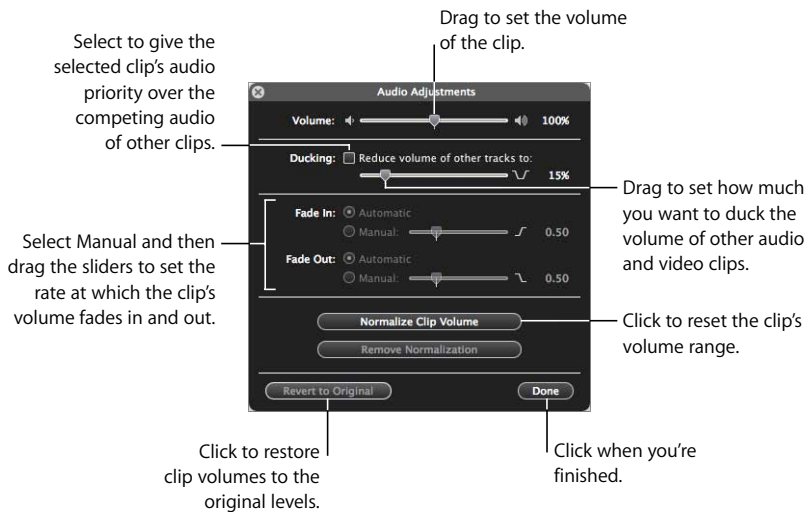 Drag to set the volume
of the clip.
Select to give the
selected clip's audio
priority over the
competing audio
of other clips.
Audio Adjustments
Volume: 100%
Ducking: Reduce volume of other tracks to:
15%
Drag to set how much
you want to duck the
volume of other audio
and video clips.
Select Manual and then
drag the sliders to set the
rate at which the clip's
volume fades in and out.
Fade In: Automatic
Manual: 0.50
Fade Out: Automatic
Manual: 0.50
Normalize Clip Volume
Click to reset the clip's
volume range.
Remove Normalization
Revert to Original
Done
Click to restore
clip volumes to the
original levels.
Click when you're
finished.